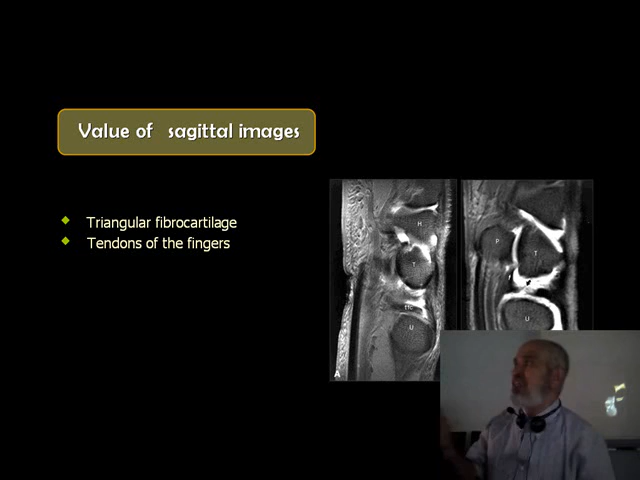 Value of sagittal images
Triangular fibrocartilage
Tendons of the fingers
H
T
U
A
P
T
U